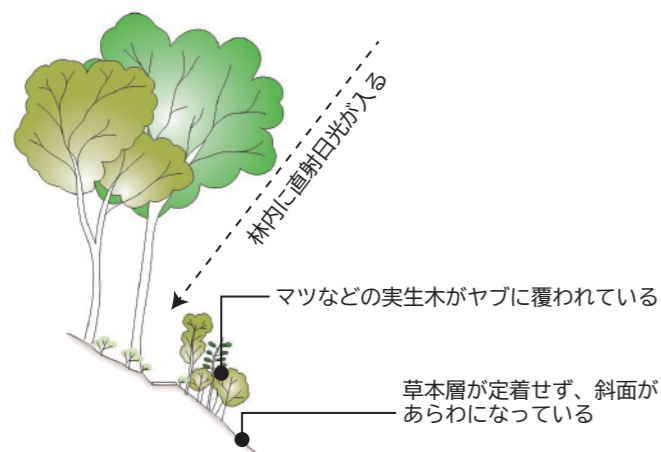 林内に直射日光が入る
マツなどの実生木がヤブに覆われている
草本層が定着せず、斜面が
あらわになっている